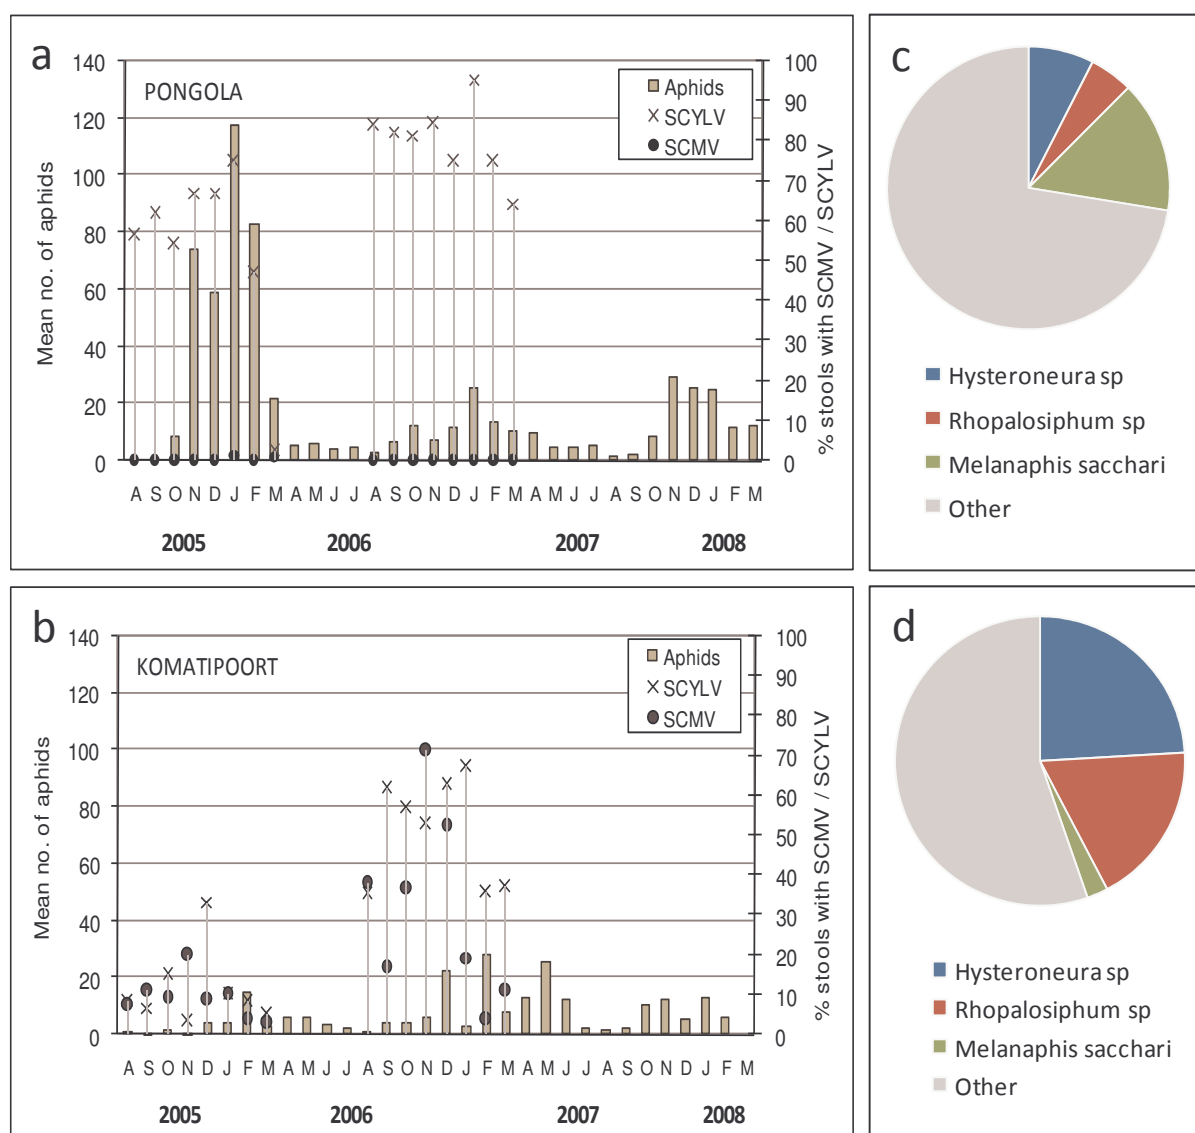 a
PONGOLA
Aphids
SCYLV
SCMV
Mean no. of aphids
140
120
100
80
60
40
20
0
100
90
80
70
60
50
40
30
20
10
0
% stools with SCMV / SCYLV
A S O N D J F M A M J J A S O N D J F M A M J J A S O N D J F M
2005 2006 2007 2008
c
Hysteroneura sp
Rhopalosiphum sp
Melanaphis sacchari
Other
b
KOMATIPOORT
Aphids
SCYLV
SCMV
Mean no. of aphids
140
120
100
80
60
40
20
0
100
90
80
70
60
50
40
30
20
10
0
% stools with SCMV / SCYLV
A S O N D J F M A M J J A S O N D J F M A M J J A S O N D J F M
2005 2006 2007 2008
d
Hysteroneura sp
Rhopalosiphum sp
Melanaphis sacchari
Other